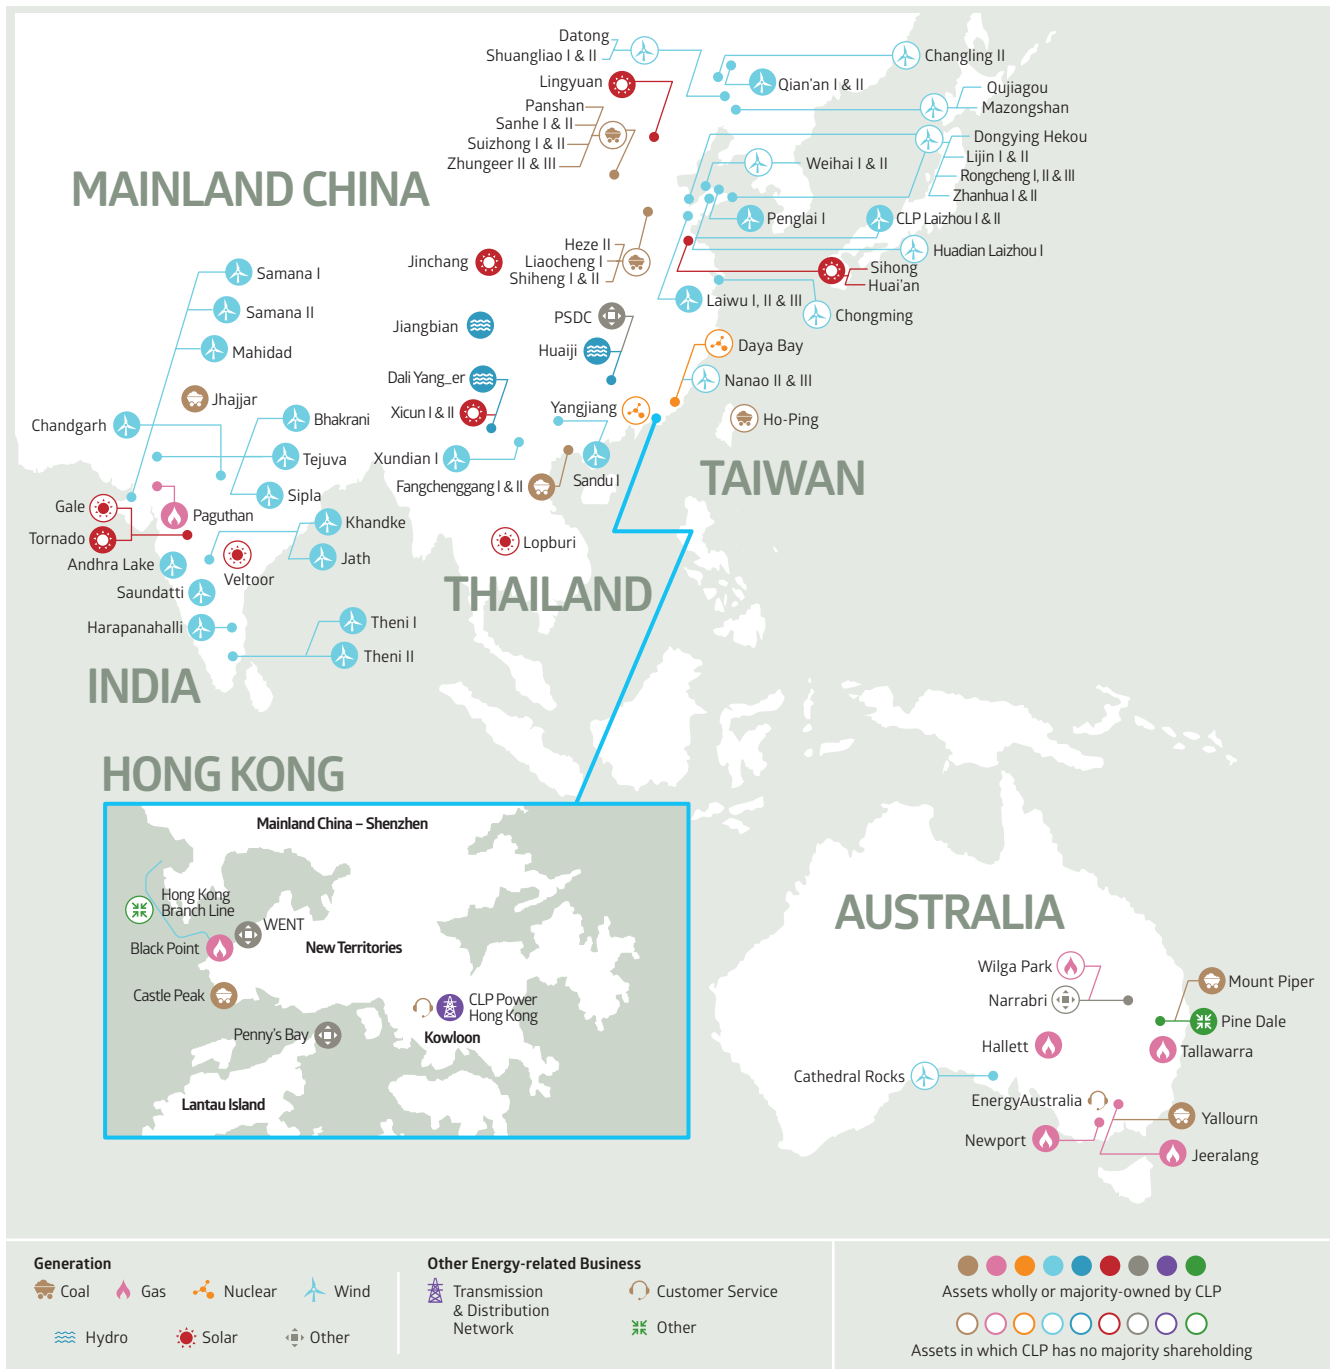 Datong
Shuangliao I & II
Changling II
Lingyuan
Qian'an I & II
Qujiagou
Mazongshan
Panshan
Sanhe I & II
Suizhong I & II
Zhungeer II & III
Dongying Hekou
Lijin I & II
Rongcheng I, II & III
Zhanhua I & II
Weihai I & II
MAINLAND CHINA
Penglai I
CLP Laizhou I & II
Huadian Laizhou I
Heze II
Liaocheng I
Shiheng I & II
Jinchang
Sihong
Huai'an
Samana I
Samana II
Mahidad
Laiwu I, II & III
Chongming
Jiangbian
PSDC
Huaiji
Daya Bay
Dali Yang_er
Nanao II & III
Jhajjar
Xicun I & II
Yangjiang
Ho-Ping
Chandgarh
Bhakrani
Tejuva
Xundian I
Sandu I
TAIWAN
Fangchenggang I & II
Sipla
Gale
Paguthan
Khandke
Tornado
Lopburi
Jath
Andhra Lake
Veltoor
Saundatti
THAILAND
Harapanahalli
Theni I
Theni II
INDIA
HONG KONG
Mainland China – Shenzhen
Hong Kong
Branch Line
WENT
Black Point
New Territories
Castle Peak
CLP Power
Hong Kong
Penny's Bay
Kowloon
Lantau Island
AUSTRALIA
Wilga Park
Mount Piper
Narrabri
Pine Dale
Hallett
Tallawarra
Cathedral Rocks
EnergyAustralia
Yallourn
Newport
Jeeralang
Generation
Coal
Gas
Nuclear
Wind
Hydro
Solar
Other
Other Energy-related Business
Transmission
& Distribution
Network
Customer Service
Other
Assets wholly or majority-owned by CLP
Assets in which CLP has no majority shareholding